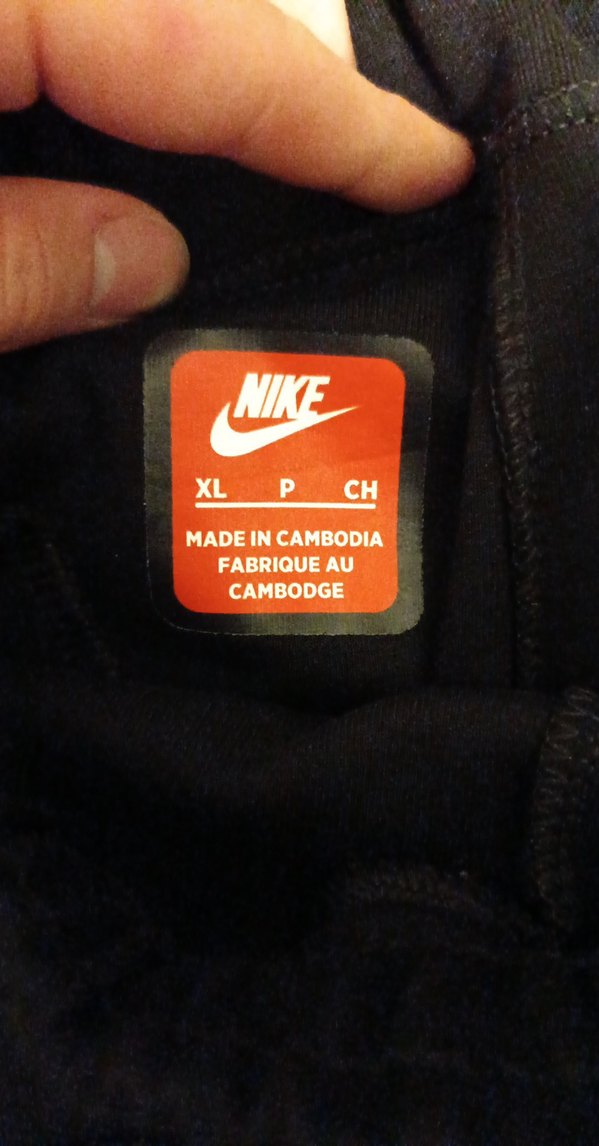 NIKE
XL P CH
MADE IN CAMBODIA
FABRIQUE AU
CAMBODGE